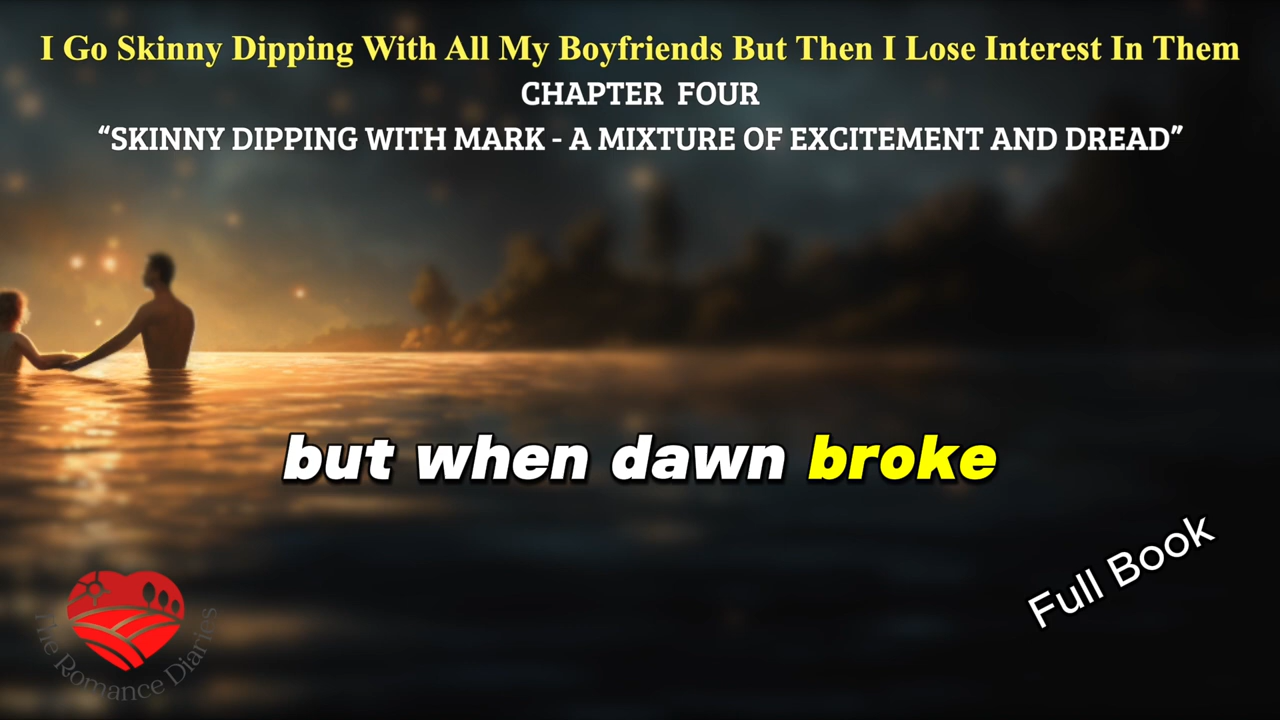 I Go Skinny Dipping With All My Boyfriends But Then I Lose Interest In Them
CHAPTER FOUR
“SKINNY DIPPING WITH MARK - A MIXTURE OF EXCITEMENT AND DREAD”
but when dawn broke
Full Book
The Romance Diaries